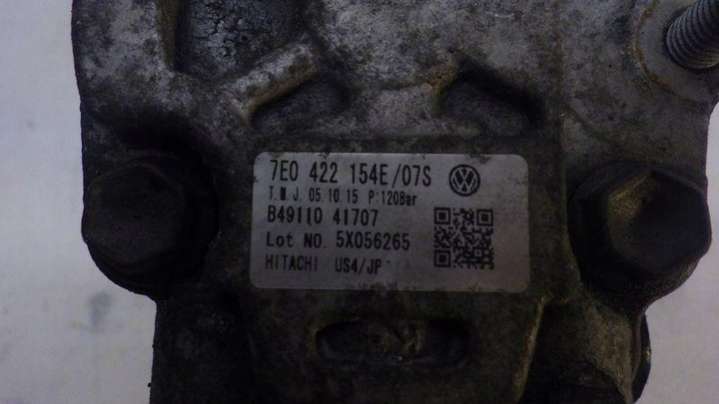 7E0 422 154E/07S
T.M.J. 05.10.15 P:120Bar
B49110 41707
Lot NO. 5X056265
HITACHI US4/JP